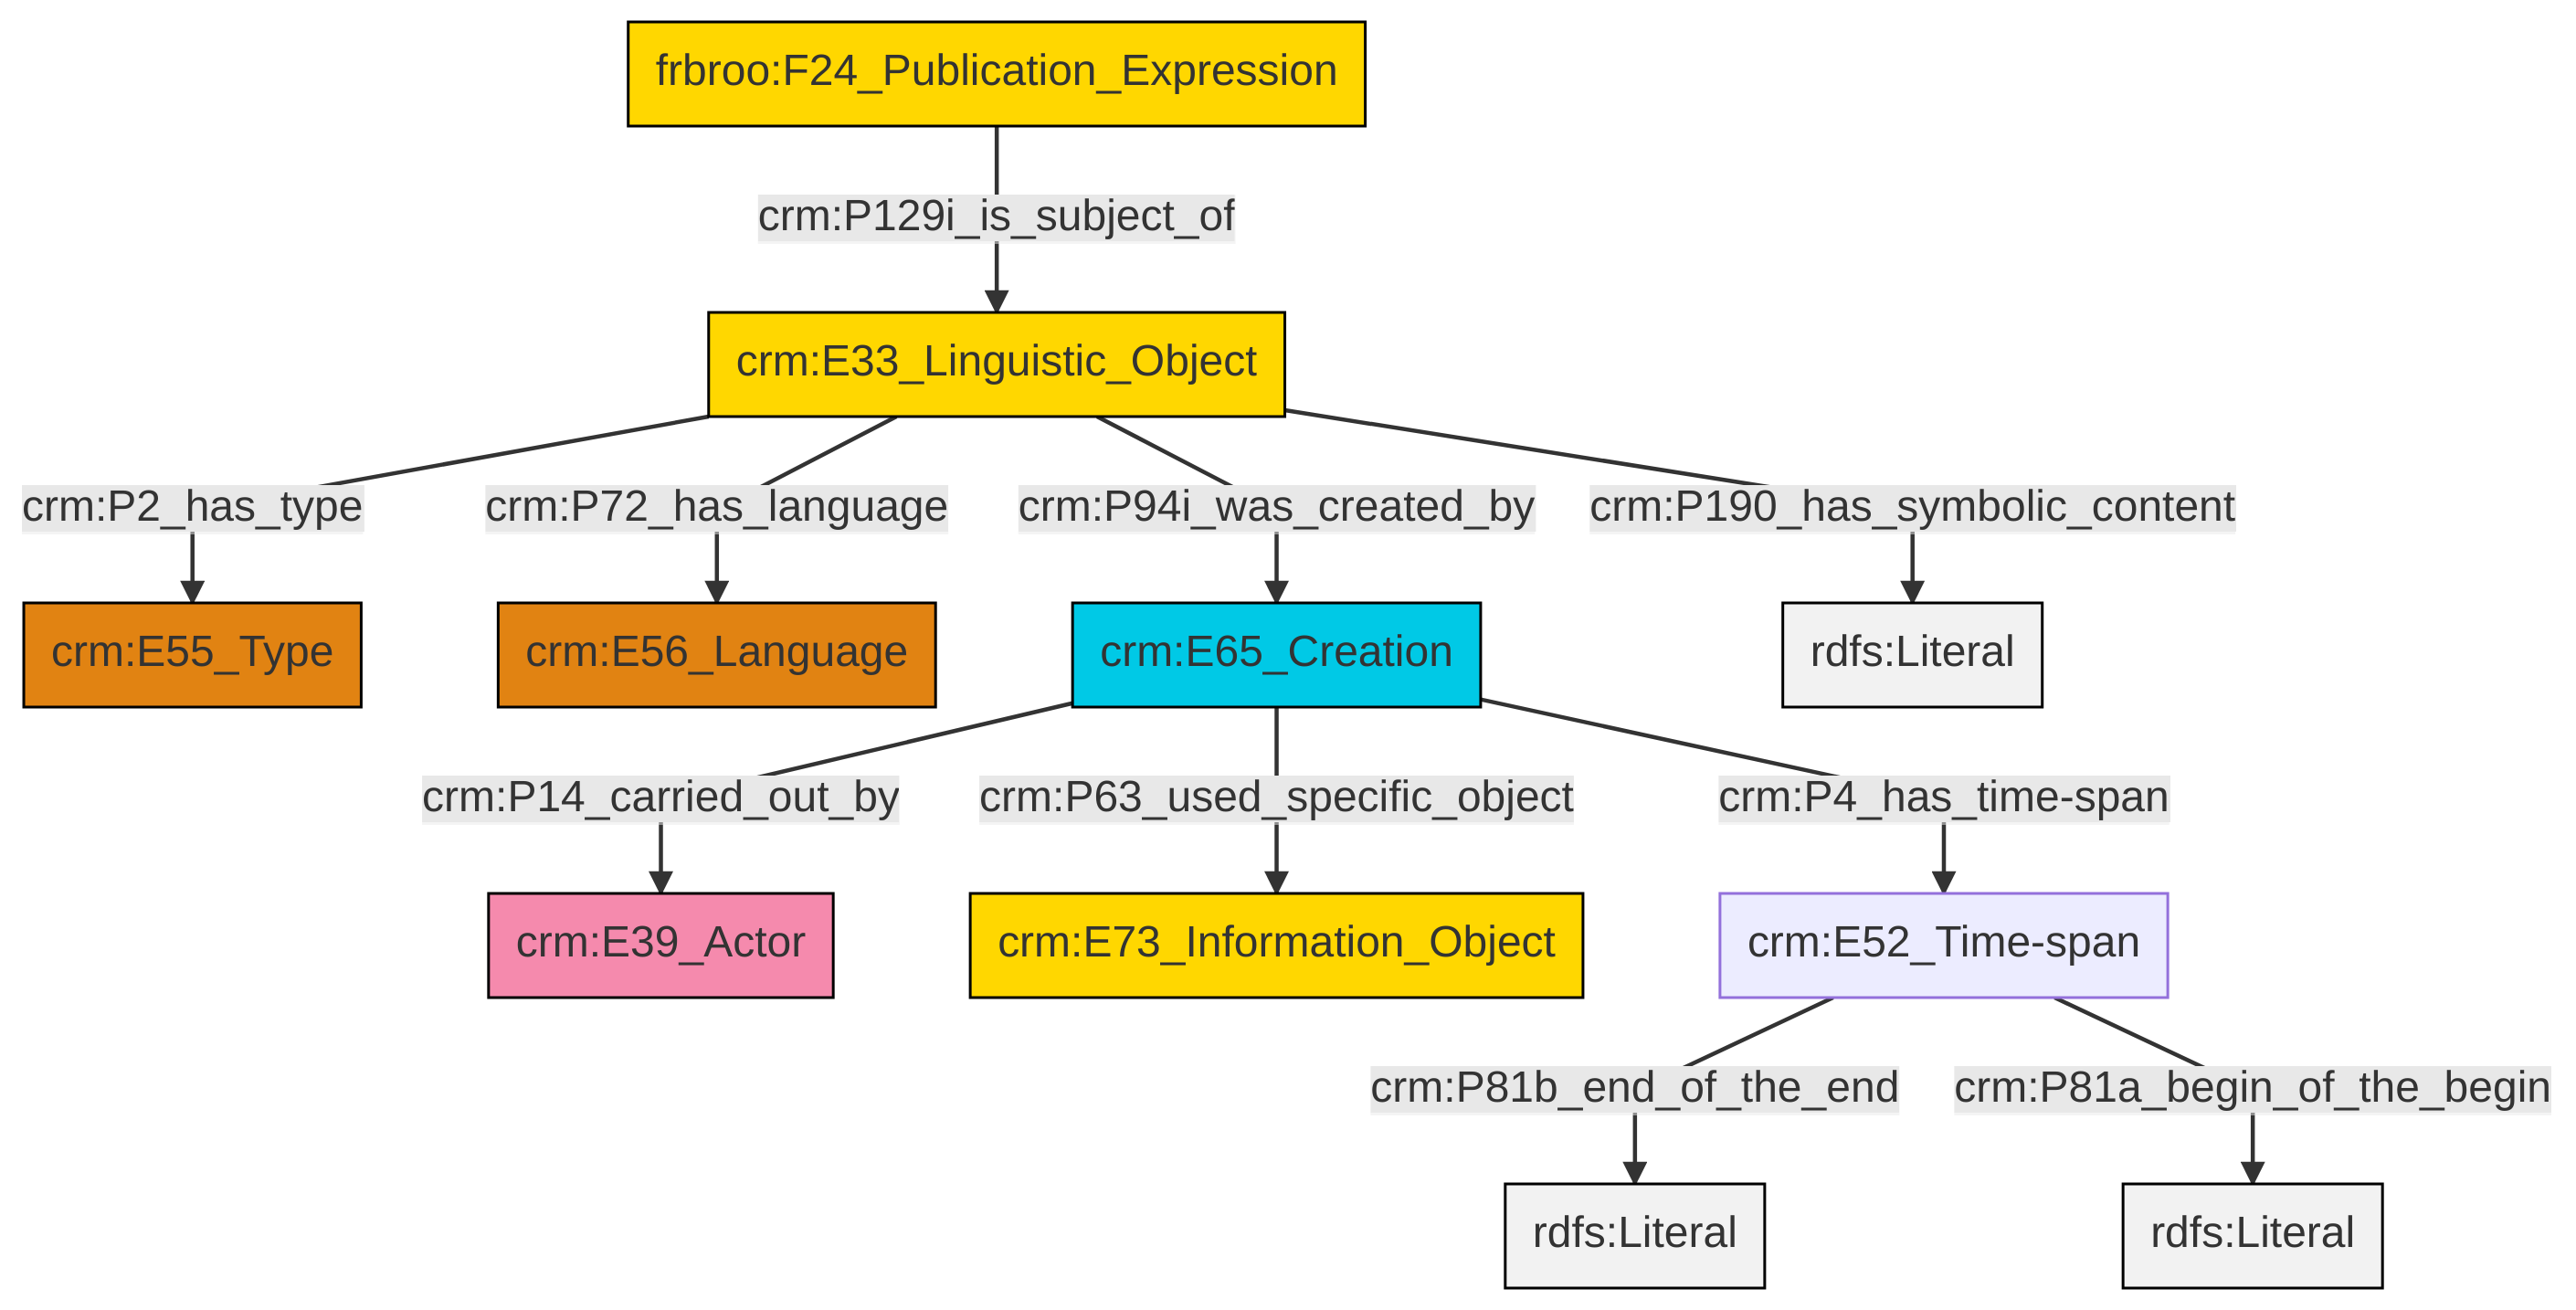 frbroo:F24_Publication_Expression
crm:P129i_is_subject_of
crm:E33_Linguistic_Object
crm:P2_has_type
crm:P72_has_language
crm:P94i_was_created_by
crm:P190_has_symbolic_content
crm:E55_Type
crm:E56_Language
crm:E65_Creation
rdfs:Literal
crm:P14_carried_out_by
crm:P63_used_specific_object
crm:P4_has_time-span
crm:E39_Actor
crm:E73_Information_Object
crm:E52_Time-span
crm:P81b_end_of_the_end
crm:P81a_begin_of_the_begin
rdfs:Literal
rdfs:Literal